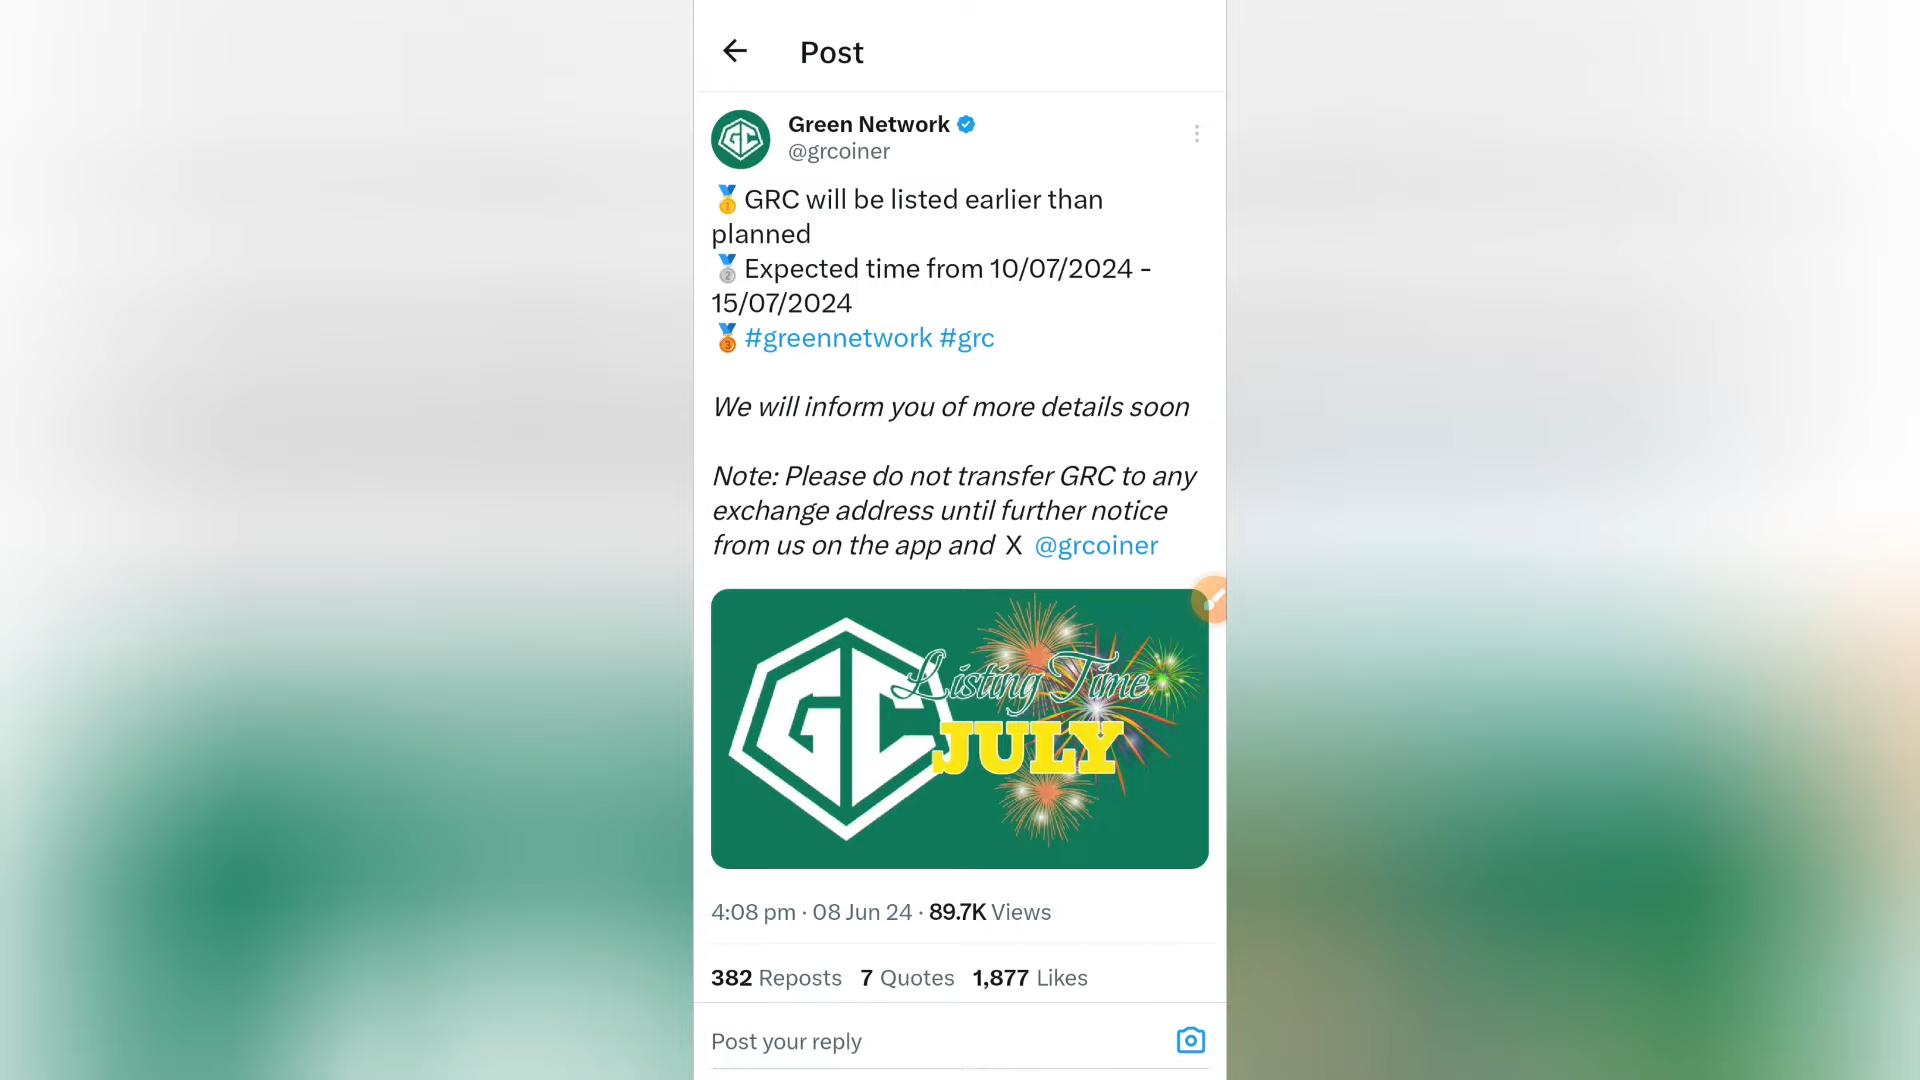 Post
Green Network
@grcoiner
🥇GRC will be listed earlier than
planned
🥈Expected time from 10/07/2024 -
15/07/2024
🥉#greennetwork #grc
We will inform you of more details soon
Note: Please do not transfer GRC to any
exchange address until further notice
from us on the app and X @grcoiner
GC
Listing Time
JULY
4:08 pm · 08 Jun 24 · 89.7K Views
382 Reposts 7 Quotes 1,877 Likes
Post your reply